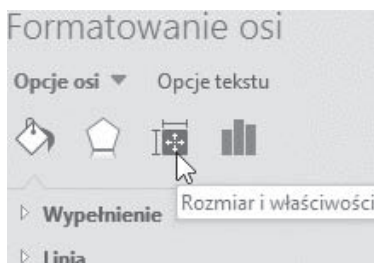 Formatowanie osi
Opcje osi Opcje tekstu
Rozmiar i właściwości
Wypełnienie
Linia